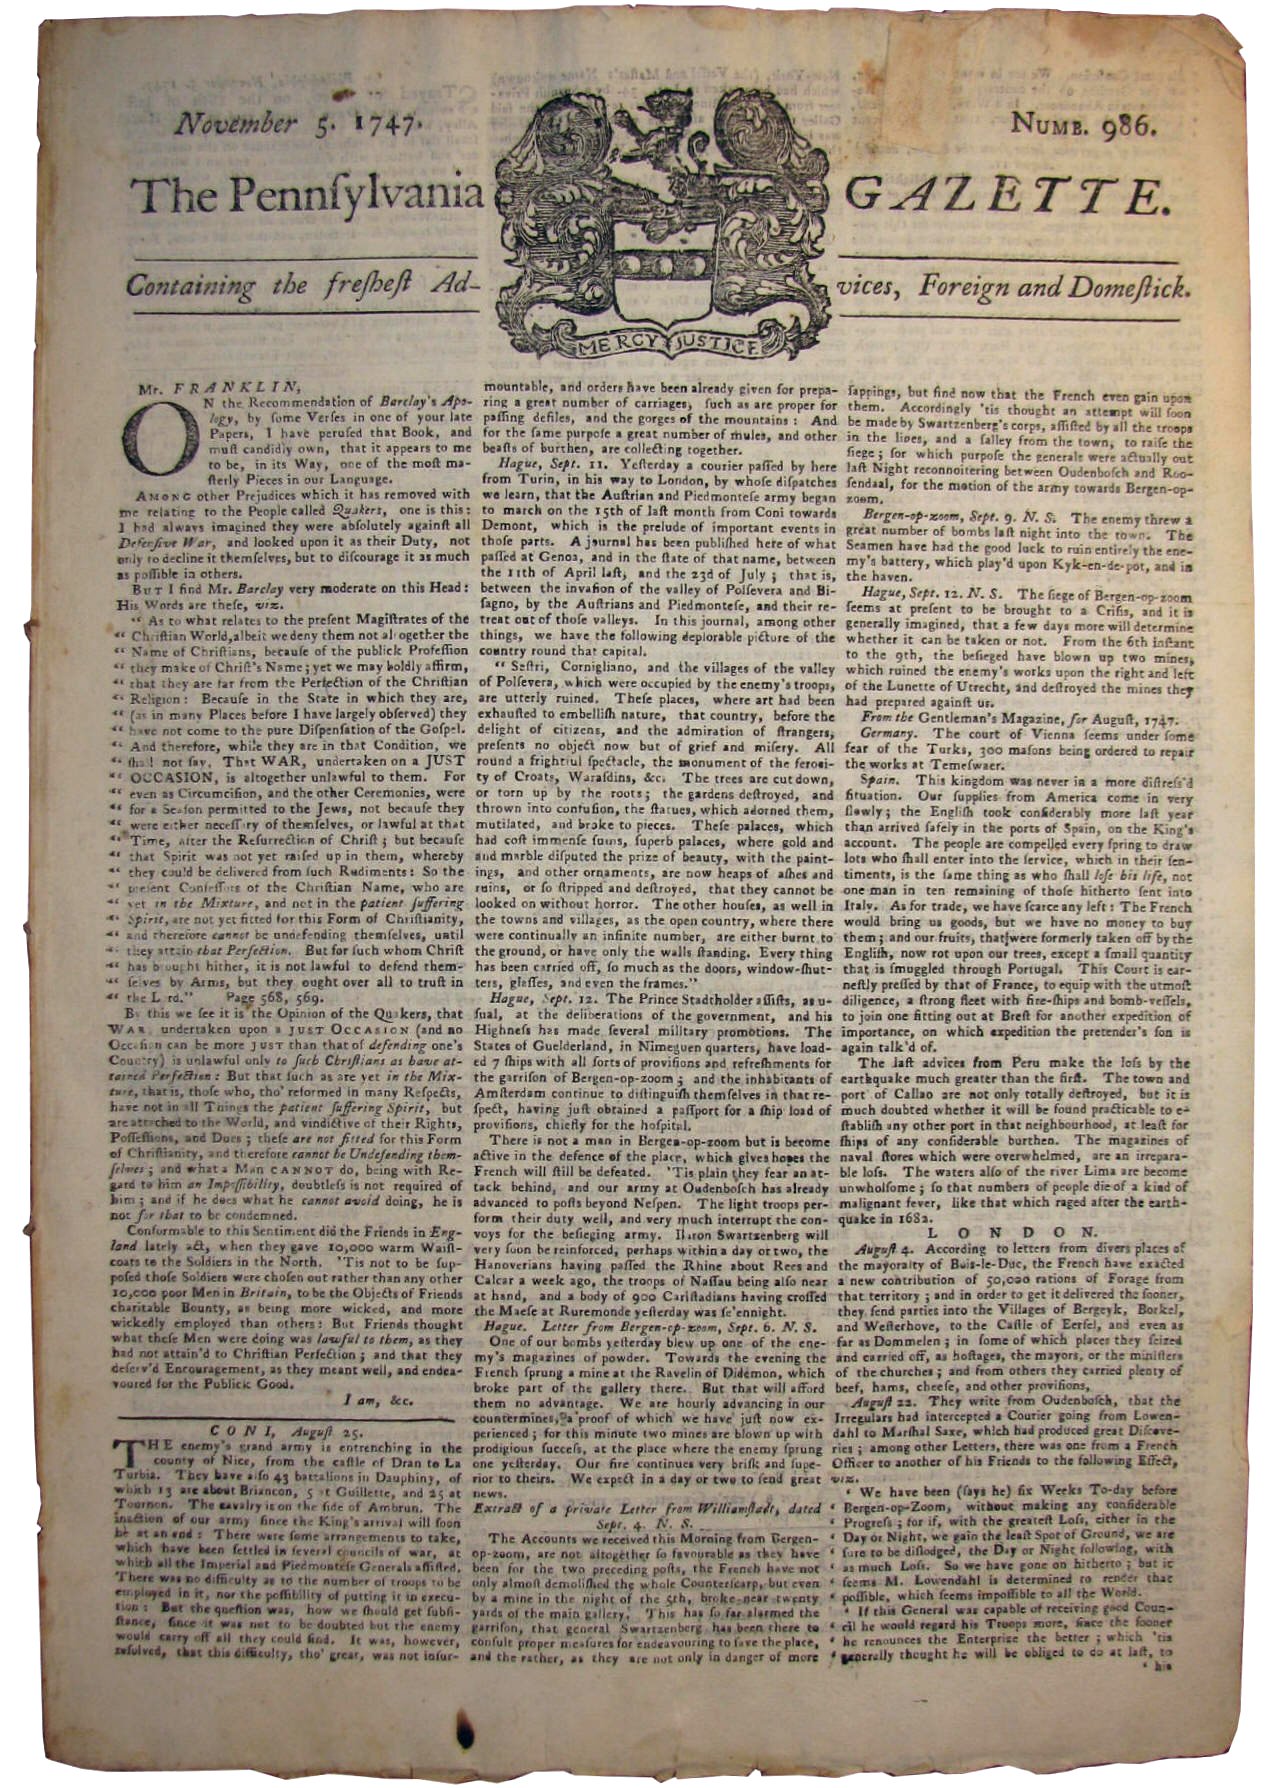 November 5. 1747.
NUMB. 986.
The Pennſylvania
GAZETTE.
Containing the freſheſt Ad-
vices, Foreign and Domeſtick.
MERCY JUSTICE
Mr. FRANKLIN,
ON the Recommendation of Barclay's Apo-
logy, by ſome Verſes in one of your late
Papers, I have peruſed that Book, and
muſt candidly own, that it appears to me
to be, in its Way, one of the moſt ma-
ſterly Pieces in our Language.
AMONG other Prejudices which it has removed with
me relating to the People called Quakers, one is this:
I had always imagined they were abſolutely againſt all
Defenſive War, and looked upon it as their Duty, not
only to decline it themſelves, but to diſcourage it as much
as poſſible in others.
BUT I find Mr. Barclay very moderate on this Head:
His Words are theſe, viz.
“ As to what relates to the preſent Magiſtrates of the
“ Chriſtian World, albeit we deny them not altogether the
“ Name of Chriſtians, becauſe of the publick Profeſſion
“ they make of Chriſt's Name; yet we may boldly affirm,
“ that they are far from the Perfection of the Chriſtian
“ Religion: Becauſe in the State in which they are,
“ (as in many Places before I have largely obſerved) they
“ have not come to the pure Diſpenſation of the Goſpel.
“ And therefore, while they are in that Condition, we
“ ſhall not ſay, That WAR, undertaken on a JUST
“ OCCASION, is altogether unlawful to them. For
“ even as Circumciſion, and the other Ceremonies, were
“ for a Seaſon permitted to the Jews, not becauſe they
“ were either neceſſary of themſelves, or lawful at that
“ Time, after the Reſurrection of Chriſt; but becauſe
“ that Spirit was not yet raiſed up in them, whereby
“ they could be delivered from ſuch Rudiments: So the
“ preſent Confeſſors of the Chriſtian Name, who are
“ yet in the Mixture, and not in the patient ſuffering
“ Spirit, are not yet fitted for this Form of Chriſtianity,
“ and therefore cannot be undefending themſelves, until
“ they attain that Perfection. But for ſuch whom Chriſt
“ has brought hither, it is not lawful to defend them-
“ ſelves by Arms, but they ought over all to truſt in
“ the Lord.” Page 568, 569.
By this we ſee it is the Opinion of the Quakers, that
WAR undertaken upon a JUST OCCASION (and no
Occaſion can be more JUST than that of defending one's
Country) is unlawful only to ſuch Chriſtians as have at-
tained Perfection: But that ſuch as are yet in the Mix-
ture, that is, thoſe who, tho' reformed in many Reſpects,
have not in all Things the patient ſuffering Spirit, but
are attached to the World, and vindictive of their Rights,
Poſſeſſions, and Dues; theſe are not fitted for this Form
of Chriſtianity, and therefore cannot be Undefending them-
ſelves; and what a Man CANNOT do, being with Re-
gard to him an Impoſſibility, doubtleſs is not required of
him; and if he does what he cannot avoid doing, he is
not for that to be condemned.
Conformable to this Sentiment did the Friends in Eng-
land lately act, when they gave 10,000 warm Waiſt-
coats to the Soldiers in the North. 'Tis not to be ſup-
poſed thoſe Soldiers were choſen out rather than any other
10,000 poor Men in Britain, to be the Objects of Friends
charitable Bounty, as being more wicked, and more
wickedly employed than others: But Friends thought
what theſe Men were doing was lawful to them, as they
had not attain'd to Chriſtian Perfection; and that they
deſerv'd Encouragement, as they meant well, and endea-
voured for the Publick Good.
I am, &c.
CONI, Auguſt 25.
THE enemy's grand army is entrenching in the
county of Nice, from the caſtle of Dran to La
Turbia. They have alſo 43 battalions in Dauphiny, of
which 13 are about Briancon, 5 at Guillette, and 25 at
Tournon. The cavalry is on the ſide of Ambrun. The
inaction of our army ſince the King's arrival will ſoon
be at an end: There were ſome arrangements to take,
which have been ſettled in ſeveral councils of war, at
which all the Imperial and Piedmonteſe Generals aſſiſted.
There was no difficulty as to the number of troops to be
employed in it, nor the poſſibility of putting it in execu-
tion: But the queſtion was, how we ſhould get ſubſi-
ſtance, ſince it was not to be doubted but the enemy
would carry off all they could find. It was, however,
reſolved, that this difficulty, tho' great, was not inſur-
mountable, and orders have been already given for prepa-
ring a great number of carriages, ſuch as are proper for
paſſing defiles, and the gorges of the mountains: And
for the ſame purpoſe a great number of mules, and other
beaſts of burthen, are collecting together.
Hague, Sept. 11. Yeſterday a courier paſſed by here
from Turin, in his way to London, by whoſe diſpatches
we learn, that the Auſtrian and Piedmonteſe army began
to march on the 15th of laſt month from Coni towards
Demont, which is the prelude of important events in
thoſe parts. A journal has been publiſhed here of what
paſſed at Genoa, and in the ſtate of that name, between
the 11th of April laſt, and the 23d of July; that is,
between the invaſion of the valley of Polſevera and Bi-
ſagno, by the Auſtrians and Piedmonteſe, and their re-
treat out of thoſe valleys. In this journal, among other
things, we have the following deplorable picture of the
country round that capital.
“ Seſtri, Cornigliano, and the villages of the valley
of Polſevera, which were occupied by the enemy's troops,
are utterly ruined. Theſe places, where art had been
exhauſted to embelliſh nature, that country, before the
delight of citizens, and the admiration of ſtrangers,
preſents no object now but of grief and miſery. All
round a frightful ſpectacle, the monument of the feroci-
ty of Croats, Waraſdins, &c. The trees are cut down,
or torn up by the roots; the gardens deſtroyed, and
thrown into confuſion, the ſtatues, which adorned them,
mutilated, and broke to pieces. Theſe palaces, which
had coſt immenſe ſums, ſuperb palaces, where gold and
and marble diſputed the prize of beauty, with the paint-
ings, and other ornaments, are now heaps of aſhes and
ruins, or ſo ſtripped and deſtroyed, that they cannot be
looked on without horror. The other houſes, as well in
the towns and villages, as the open country, where there
were continually an infinite number, are either burnt to
the ground, or have only the walls ſtanding. Every thing
has been carried off, ſo much as the doors, window-ſhut-
ters, glaſſes, and even the frames.”
Hague, Sept. 12. The Prince Stadtholder aſſiſts, as u-
ſual, at the deliberations of the government, and his
Highneſs has made ſeveral military promotions. The
States of Guelderland, in Nimeguen quarters, have load-
ed 7 ſhips with all ſorts of proviſions and refreſhments for
the garriſon of Bergen-op-zoom; and the inhabitants of
Amſterdam continue to diſtinguiſh themſelves in that re-
ſpect, having juſt obtained a paſſport for a ſhip load of
proviſions, chiefly for the hoſpital.
There is not a man in Bergen-op-zoom but is become
active in the defence of the place, which gives hopes the
French will ſtill be defeated. 'Tis plain they fear an at-
tack behind, and our army at Oudenboſch has already
advanced to poſts beyond Neſpen. The light troops per-
form their duty well, and very much interrupt the con-
voys for the beſieging army. Baron Swartzenberg will
very ſoon be reinforced, perhaps within a day or two, the
Hanoverians having paſſed the Rhine about Rees and
Calcar a week ago, the troops of Naſſau being alſo near
at hand, and a body of 900 Carlſtadians having croſſed
the Maeſe at Ruremonde yeſterday was ſe'ennight.
Hague. Letter from Bergen-op-zoom, Sept. 6. N. S.
One of our bombs yeſterday blew up one of the ene-
my's magazines of powder. Towards the evening the
French ſprung a mine at the Ravelin of Didémon, which
broke part of the gallery there. But that will afford
them no advantage. We are hourly advancing in our
countermines, a proof of which we have juſt now ex-
perienced; for this minute two mines are blown up with
prodigious ſucceſs, at the place where the enemy ſprung
one yeſterday. Our fire continues very briſk and ſupe-
rior to theirs. We expect in a day or two to ſend great
news.
Extract of a private Letter from Williamſtadt, dated
Sept. 4. N. S.
The Accounts we received this Morning from Bergen-
op-zoom, are not altogether ſo favourable as they have
been for the two preceding poſts, the French have not
only almoſt demoliſhed the whole Counterſcarp, but even
by a mine in the night of the 5th, broke near twenty
yards of the main gallery. This has ſo far alarmed the
garriſon, that general Swartzenberg has been there to
conſult proper meaſures for endeavouring to ſave the place,
and the rather, as they are not only in danger of more
ſappings, but find now that the French even gain upon
them. Accordingly 'tis thought an attempt will ſoon
be made by Swartzenberg's corps, aſſiſted by all the troops
in the lines, and a ſalley from the town, to raiſe the
ſiege; for which purpoſe the generals were actually out
laſt Night reconnoitering between Oudenboſch and Roo-
ſendaal, for the motion of the army towards Bergen-op-
zoom.
Bergen-op-zoom, Sept. 9. N. S. The enemy threw a
great number of bombs laſt night into the town. The
Seamen have had the good luck to ruin entirely the ene-
my's battery, which play'd upon Kyk-en-de-pot, and in
the haven.
Hague, Sept. 12. N. S. The ſiege of Bergen-op-zoom
ſeems at preſent to be brought to a Criſis, and it is
generally imagined, that a few days more will determine
whether it can be taken or not. From the 6th inſtant
to the 9th, the beſieged have blown up two mines,
which ruined the enemy's works upon the right and left
of the Lunette of Utrecht, and deſtroyed the mines they
had prepared againſt us.
From the Gentleman's Magazine, for Auguſt, 1747.
Germany. The court of Vienna ſeems under ſome
fear of the Turks, 300 maſons being ordered to repair
the works at Temeſwaer.
Spain. This kingdom was never in a more diſtreſs'd
ſituation. Our ſupplies from America come in very
ſlowly; the Engliſh took conſiderably more laſt year
than arrived ſafely in the ports of Spain, on the King's
account. The people are compelled every ſpring to draw
lots who ſhall enter into the ſervice, which in their ſen-
timents, is the ſame thing as who ſhall loſe his life, not
one man in ten remaining of thoſe hitherto ſent into
Italy. As for trade, we have ſcarce any left: The French
would bring us goods, but we have no money to buy
them; and our fruits, that were formerly taken off by the
Engliſh, now rot upon our trees, except a ſmall quantity
that is ſmuggled through Portugal. This Court is ear-
neſtly preſſed by that of France, to equip with the utmoſt
diligence, a ſtrong fleet with fire-ſhips and bomb-veſſels,
to join one fitting out at Breſt for another expedition of
importance, on which expedition the pretender's ſon is
again talk'd of.
The laſt advices from Peru make the loſs by the
earthquake much greater than the firſt. The town and
port of Callao are not only totally deſtroyed, but it is
much doubted whether it will be found practicable to e-
ſtabliſh any other port in that neighbourhood, at leaſt for
ſhips of any conſiderable burthen. The magazines of
naval ſtores which were overwhelmed, are an irrepara-
ble loſs. The waters alſo of the river Lima are become
unwholſome; ſo that numbers of people die of a kind of
malignant fever, like that which raged after the earth-
quake in 1682.
LONDON.
Auguſt 4. According to letters from divers places of
the mayoralty of Bois-le-Duc, the French have exacted
a new contribution of 50,000 rations of Forage from
that territory; and in order to get it delivered the ſooner,
they ſend parties into the Villages of Bergeyk, Borkel,
and Weſterhove, to the Caſtle of Eerſel, and even as
far as Dommelen; in ſome of which places they ſeized
and carried off, as hoſtages, the mayors, or the miniſters
of the churches; and from others they carried plenty of
beef, hams, cheeſe, and other proviſions,
Auguſt 22. They write from Oudenboſch, that the
Irregulars had intercepted a Courier going from Lowen-
dahl to Marſhal Saxe, which had produced great Diſcove-
ries; among other Letters, there was one from a French
Officer to another of his Friends to the following Effect,
viz.
‘ We have been (ſays he) ſix Weeks To-day before
‘ Bergen-op-Zoom, without making any conſiderable
‘ Progreſs; for if, with the greateſt Loſs, either in the
‘ Day or Night, we gain the leaſt Spot of Ground, we are
‘ ſure to be diſlodged, the Day or Night following, with
‘ as much Loſs. So we have gone on hitherto; but it
‘ ſeems M. Lowendahl is determined to render that
‘ poſſible, which ſeems impoſſible to all the World.
‘ If this General was capable of receiving good Coun-
‘ cil he would regard his Troops more, ſince the ſooner
‘ he renounces the Enterprize the better; which 'tis
‘ generally thought he will be obliged to do at laſt, to
‘ his